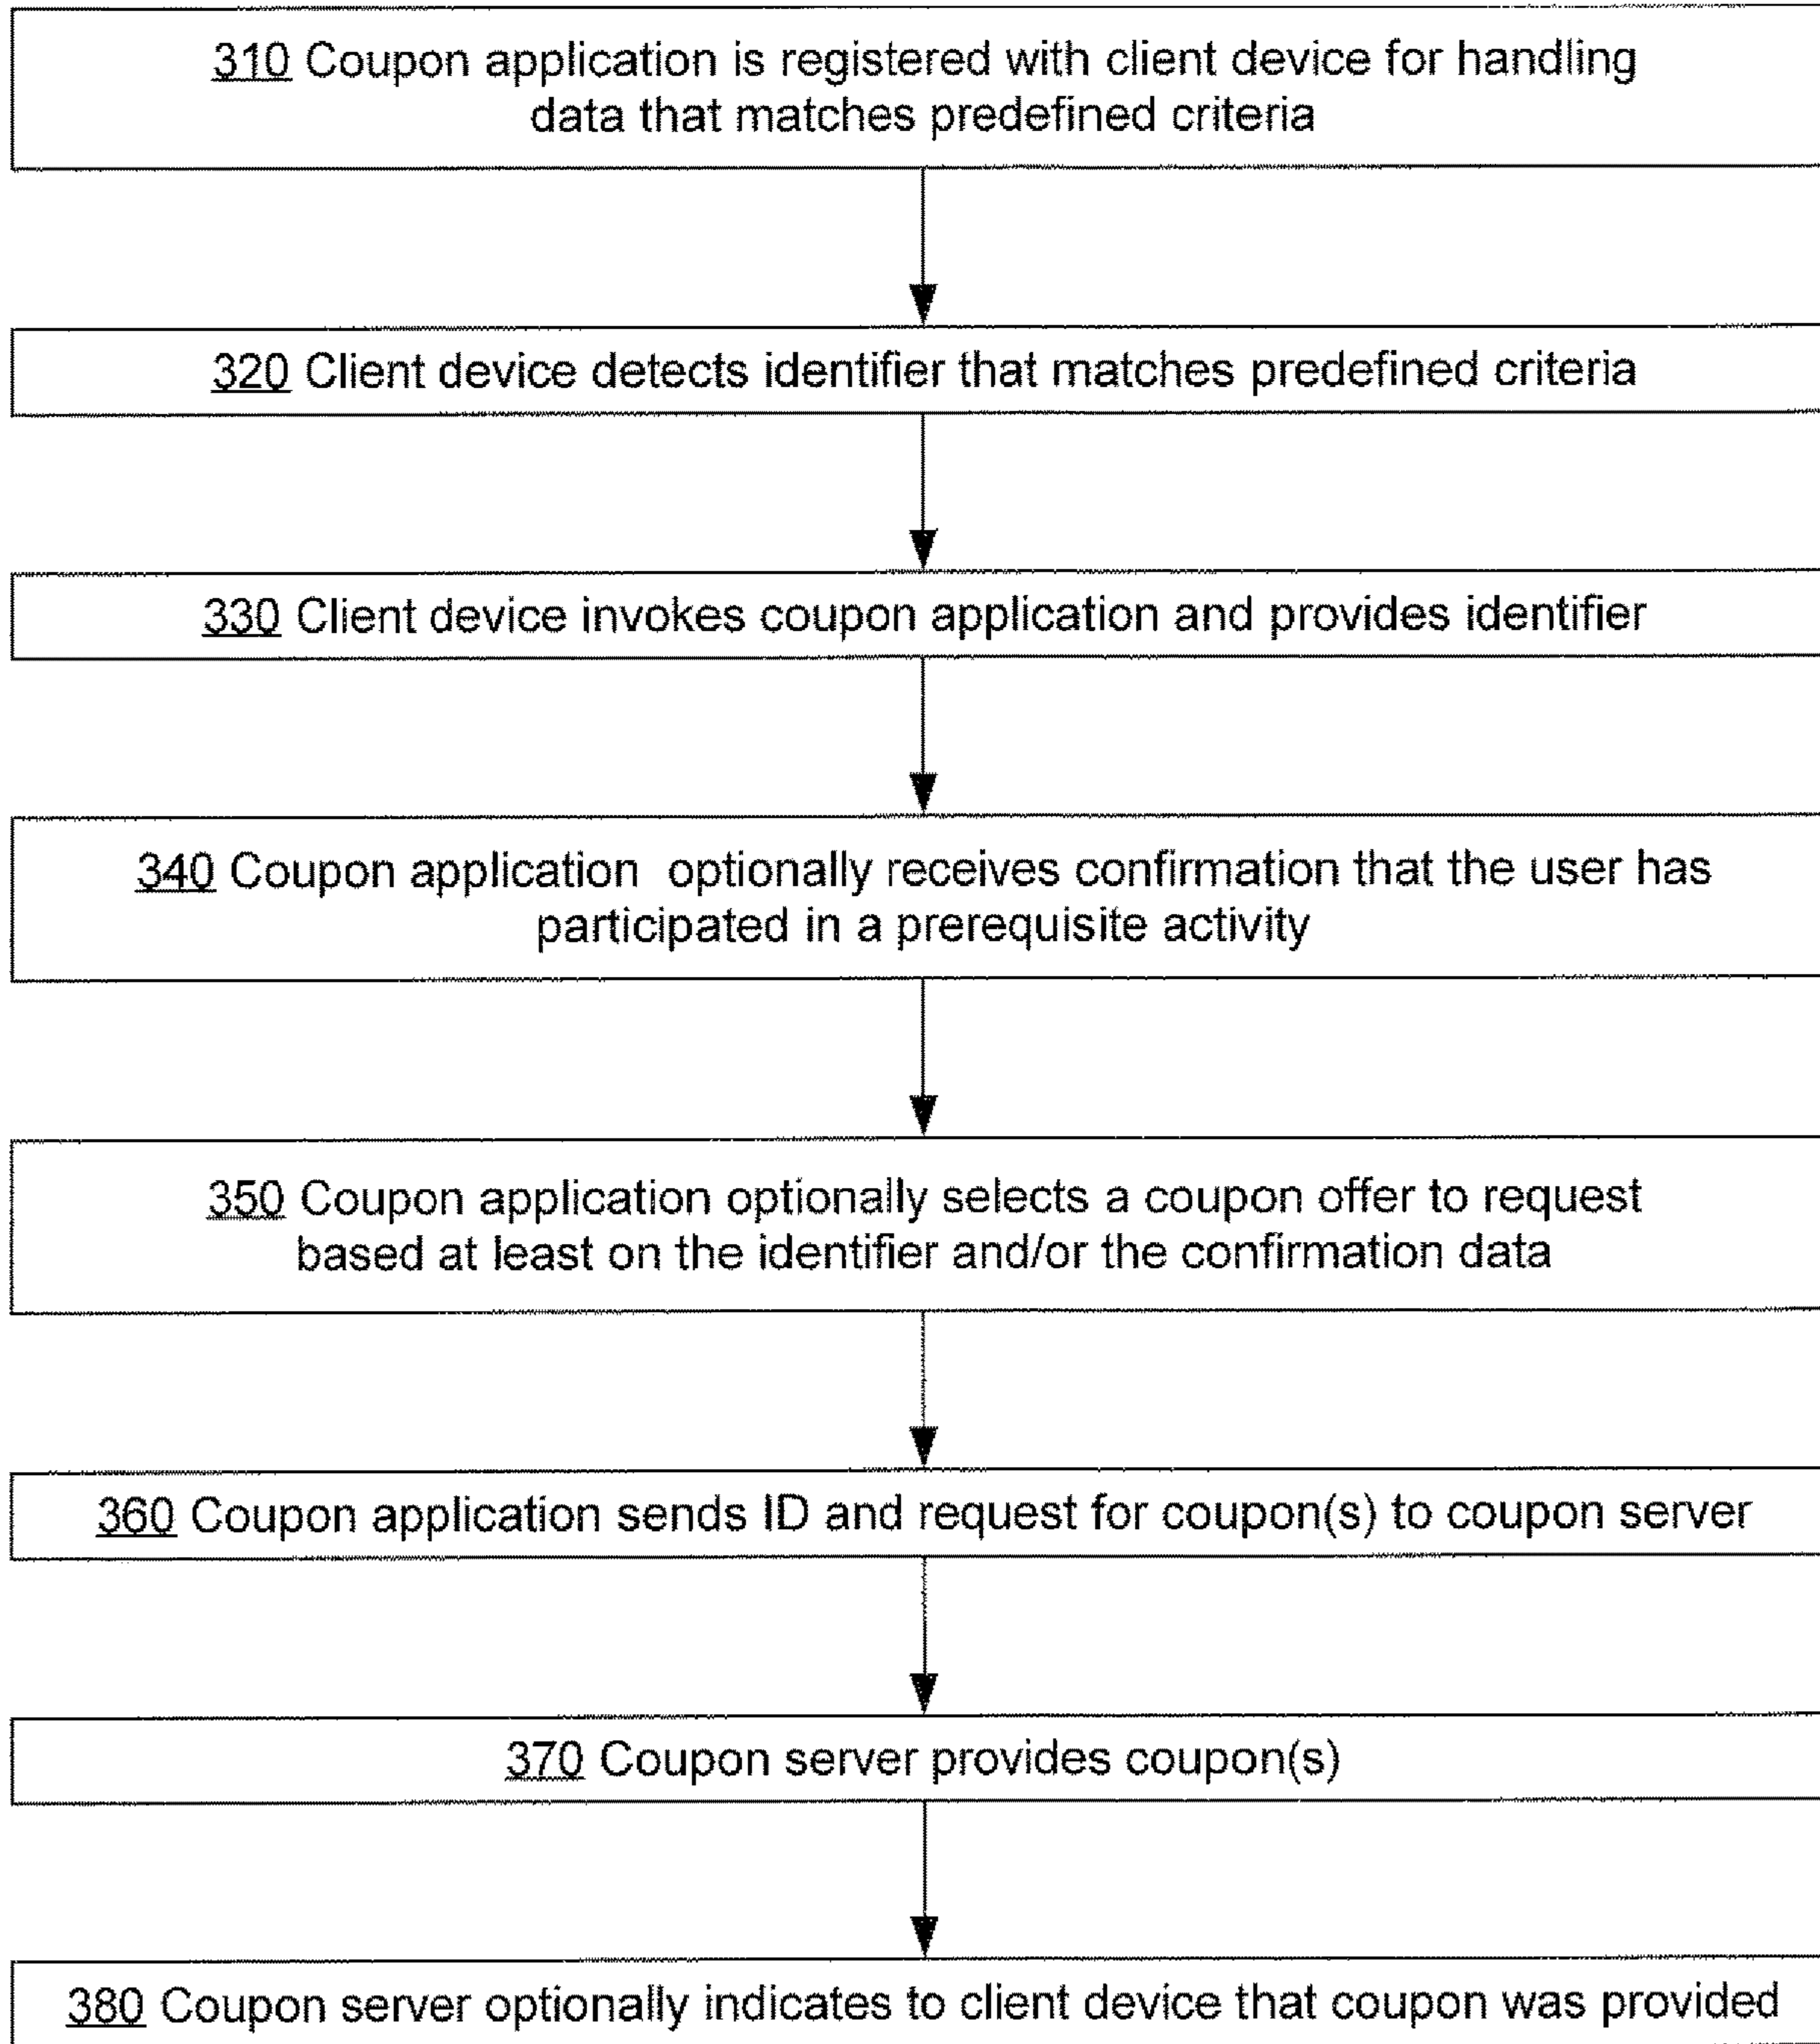 310 Coupon application is registered with client device for handling
data that matches predefined criteria
320 Client device detects identifier that matches predefined criteria
330 Client device invokes coupon application and provides identifier
340 Coupon application optionally receives confirmation that the user has
participated in a prerequisite activity
350 Coupon application optionally selects a coupon offer to request
based at least on the identifier and/or the confirmation data
360 Coupon application sends ID and request for coupon(s) to coupon server
370 Coupon server provides coupon(s)
380 Coupon server optionally indicates to client device that coupon was provided